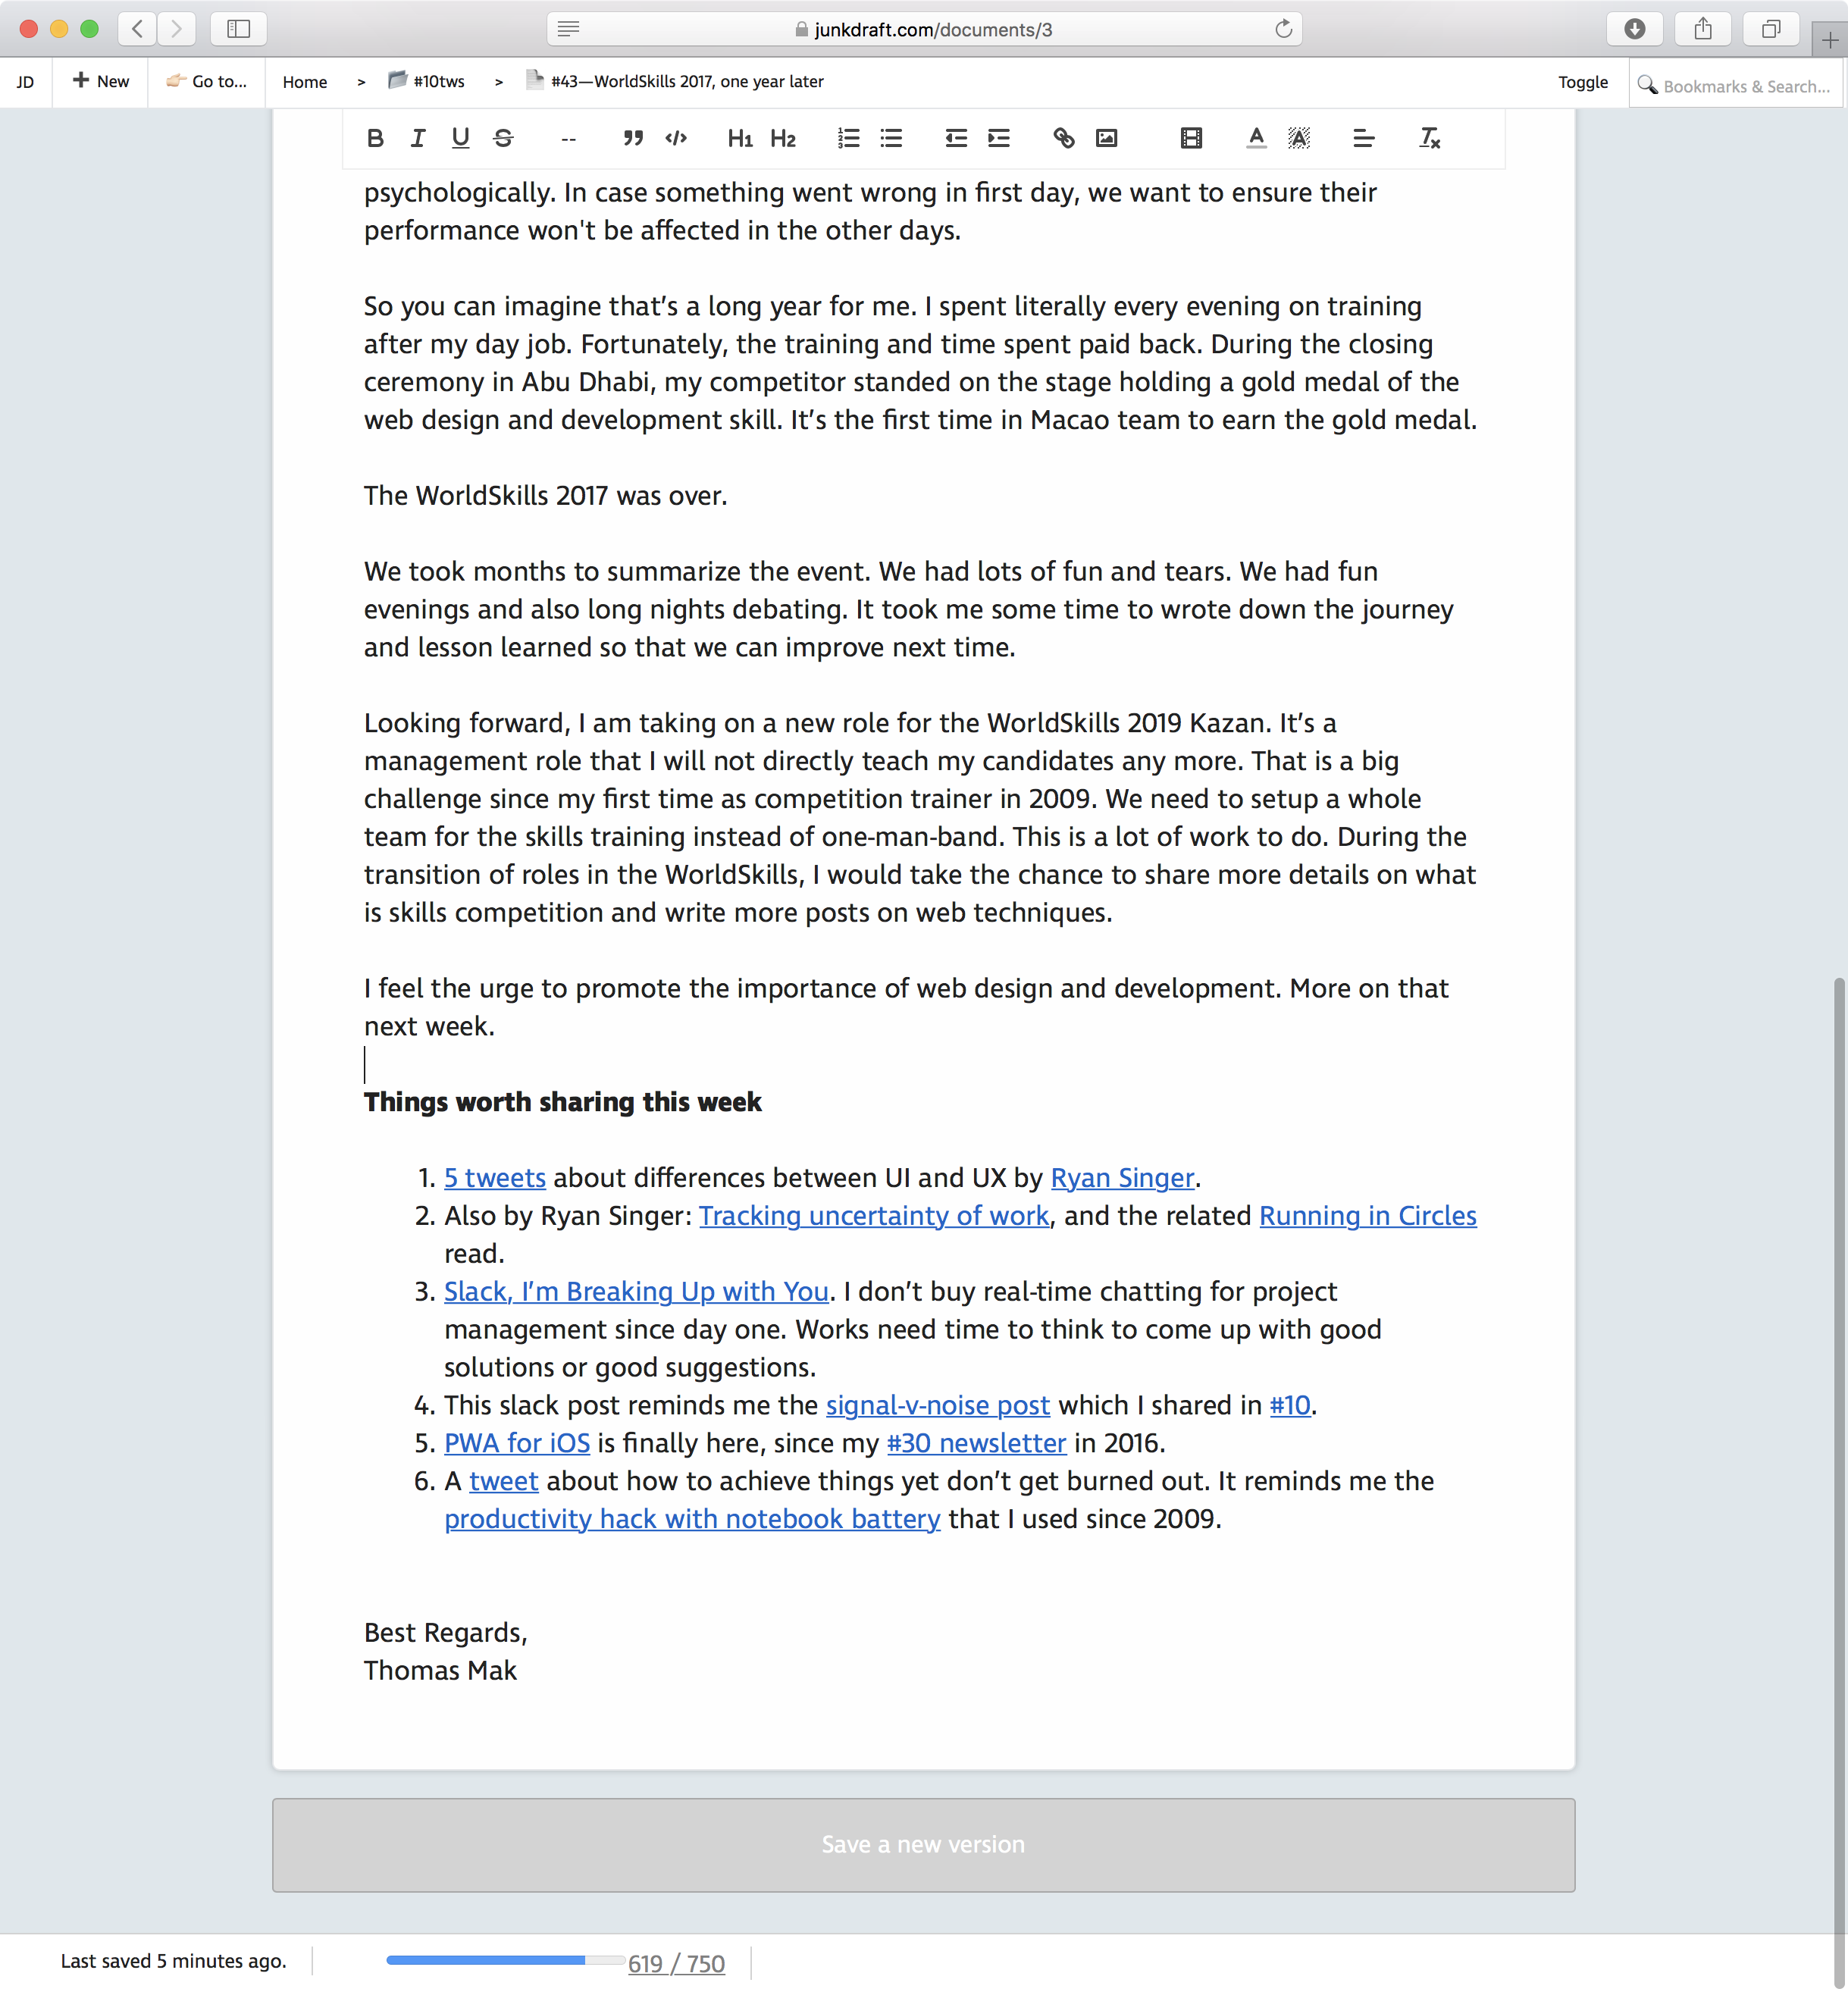 junkdraft.com/documents/3
JD + New Go to... Home > #10tws > #43—WorldSkills 2017, one year later Toggle Bookmarks & Search...
B I U S -- H1 H2
psychologically. In case something went wrong in first day, we want to ensure their
performance won't be affected in the other days.
So you can imagine that’s a long year for me. I spent literally every evening on training
after my day job. Fortunately, the training and time spent paid back. During the closing
ceremony in Abu Dhabi, my competitor standed on the stage holding a gold medal of the
web design and development skill. It’s the first time in Macao team to earn the gold medal.
The WorldSkills 2017 was over.
We took months to summarize the event. We had lots of fun and tears. We had fun
evenings and also long nights debating. It took me some time to wrote down the journey
and lesson learned so that we can improve next time.
Looking forward, I am taking on a new role for the WorldSkills 2019 Kazan. It’s a
management role that I will not directly teach my candidates any more. That is a big
challenge since my first time as competition trainer in 2009. We need to setup a whole
team for the skills training instead of one-man-band. This is a lot of work to do. During the
transition of roles in the WorldSkills, I would take the chance to share more details on what
is skills competition and write more posts on web techniques.
I feel the urge to promote the importance of web design and development. More on that
next week.
Things worth sharing this week
1. 5 tweets about differences between UI and UX by Ryan Singer.
2. Also by Ryan Singer: Tracking uncertainty of work, and the related Running in Circles
read.
3. Slack, I’m Breaking Up with You. I don’t buy real-time chatting for project
management since day one. Works need time to think to come up with good
solutions or good suggestions.
4. This slack post reminds me the signal-v-noise post which I shared in #10.
5. PWA for iOS is finally here, since my #30 newsletter in 2016.
6. A tweet about how to achieve things yet don’t get burned out. It reminds me the
productivity hack with notebook battery that I used since 2009.
Best Regards,
Thomas Mak
Save a new version
Last saved 5 minutes ago. 619 / 750